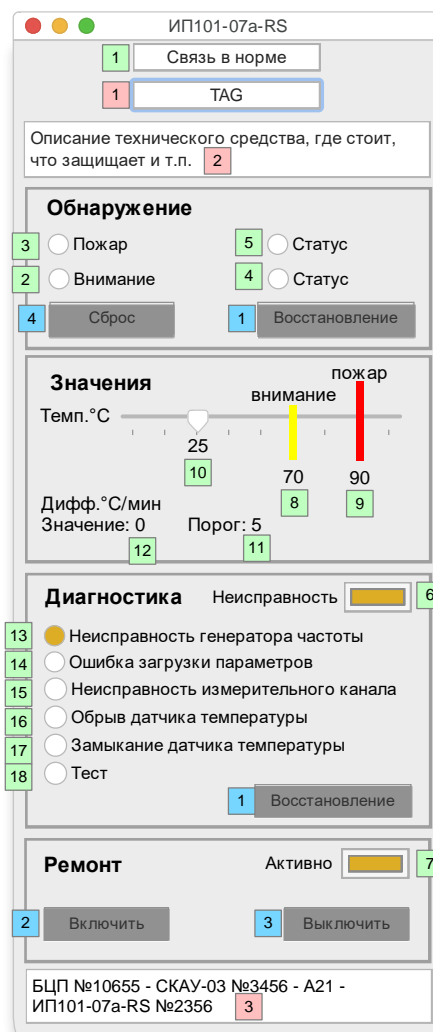 ИП101-07a-RS
1 Связь в норме
1 TAG
Описание технического средства, где стоит,
что защищает и т.п. 2
Обнаружение
3 Пожар 5 Статус
2 Внимание 4 Статус
4 Сброс 1 Восстановление
Значения
пожар
внимание
Темп.°C
25
10
70 90
8 9
Дифф.°C/мин
Значение: 0 Порог: 5
12 11
Диагностика Неисправность 6
13 Неисправность генератора частоты
14 Ошибка загрузки параметров
15 Неисправность измерительного канала
16 Обрыв датчика температуры
17 Замыкание датчика температуры
18 Тест
1 Восстановление
Ремонт Активно 7
2 Включить 3 Выключить
БЦП №10655 - СКАУ-03 №3456 - А21 -
ИП101-07a-RS №2356 3